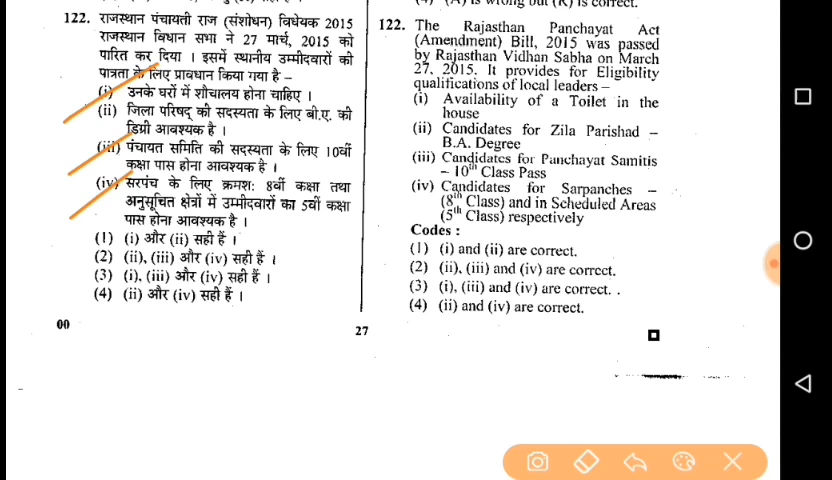 122. राजस्थान पंचायती राज (संशोधन) विधेयक 2015
राजस्थान विधान सभा ने 27 मार्च, 2015 को
पारित कर दिया । इसमें स्थानीय उम्मीदवारों की
पात्रता के लिए प्रावधान किया गया है –
(i) उनके घरों में शौचालय होना चाहिए ।
(ii) जिला परिषद् की सदस्यता के लिए बी.ए. की
डिग्री आवश्यक है ।
(iii) पंचायत समिति की सदस्यता के लिए 10वीं
कक्षा पास होना आवश्यक है ।
(iv) सरपंच के लिए क्रमश: 8वीं कक्षा तथा
अनुसूचित क्षेत्रों में उम्मीदवारों का 5वीं कक्षा
पास होना आवश्यक है ।
(1) (i) और (ii) सही हैं ।
(2) (ii), (iii) और (iv) सही हैं ।
(3) (i), (iii) और (iv) सही हैं ।
(4) (ii) और (iv) सही हैं ।
(4) (A) is wrong but (R) is correct.
122. The Rajasthan Panchayat Act
(Amendment) Bill, 2015 was passed
by Rajasthan Vidhan Sabha on March
27, 2015. It provides for Eligibility
qualifications of local leaders –
(i) Availability of a Toilet in the
house
(ii) Candidates for Zila Parishad –
B.A. Degree
(iii) Candidates for Panchayat Samitis
– 10th Class Pass
(iv) Candidates for Sarpanches –
(8th Class) and in Scheduled Areas
(5th Class) respectively
Codes :
(1) (i) and (ii) are correct.
(2) (ii), (iii) and (iv) are correct.
(3) (i), (iii) and (iv) are correct. .
(4) (ii) and (iv) are correct.
00
27